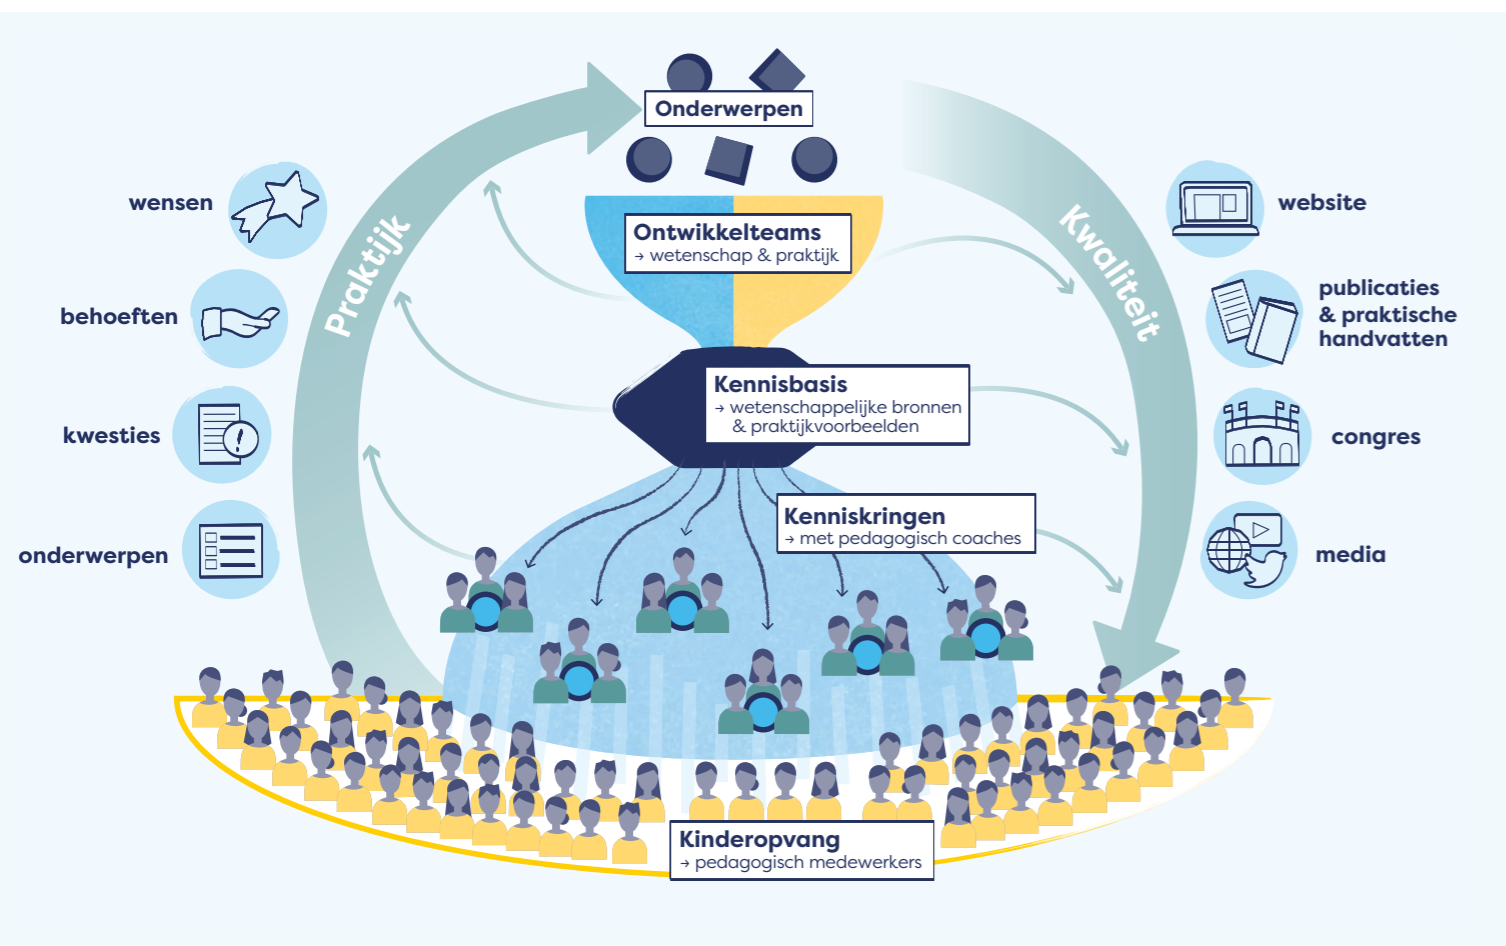 Onderwerpen
Ontwikkelteams
→ wetenschap & praktijk
Kennisbasis
→ wetenschappelijke bronnen
& praktijkvoorbeelden
Kenniskringen
→ met pedagogisch coaches
Kinderopvang
→ pedagogisch medewerkers
Praktijk
wensen
behoeften
kwesties
onderwerpen
Kwaliteit
website
publicaties
& praktische
handvatten
congres
media